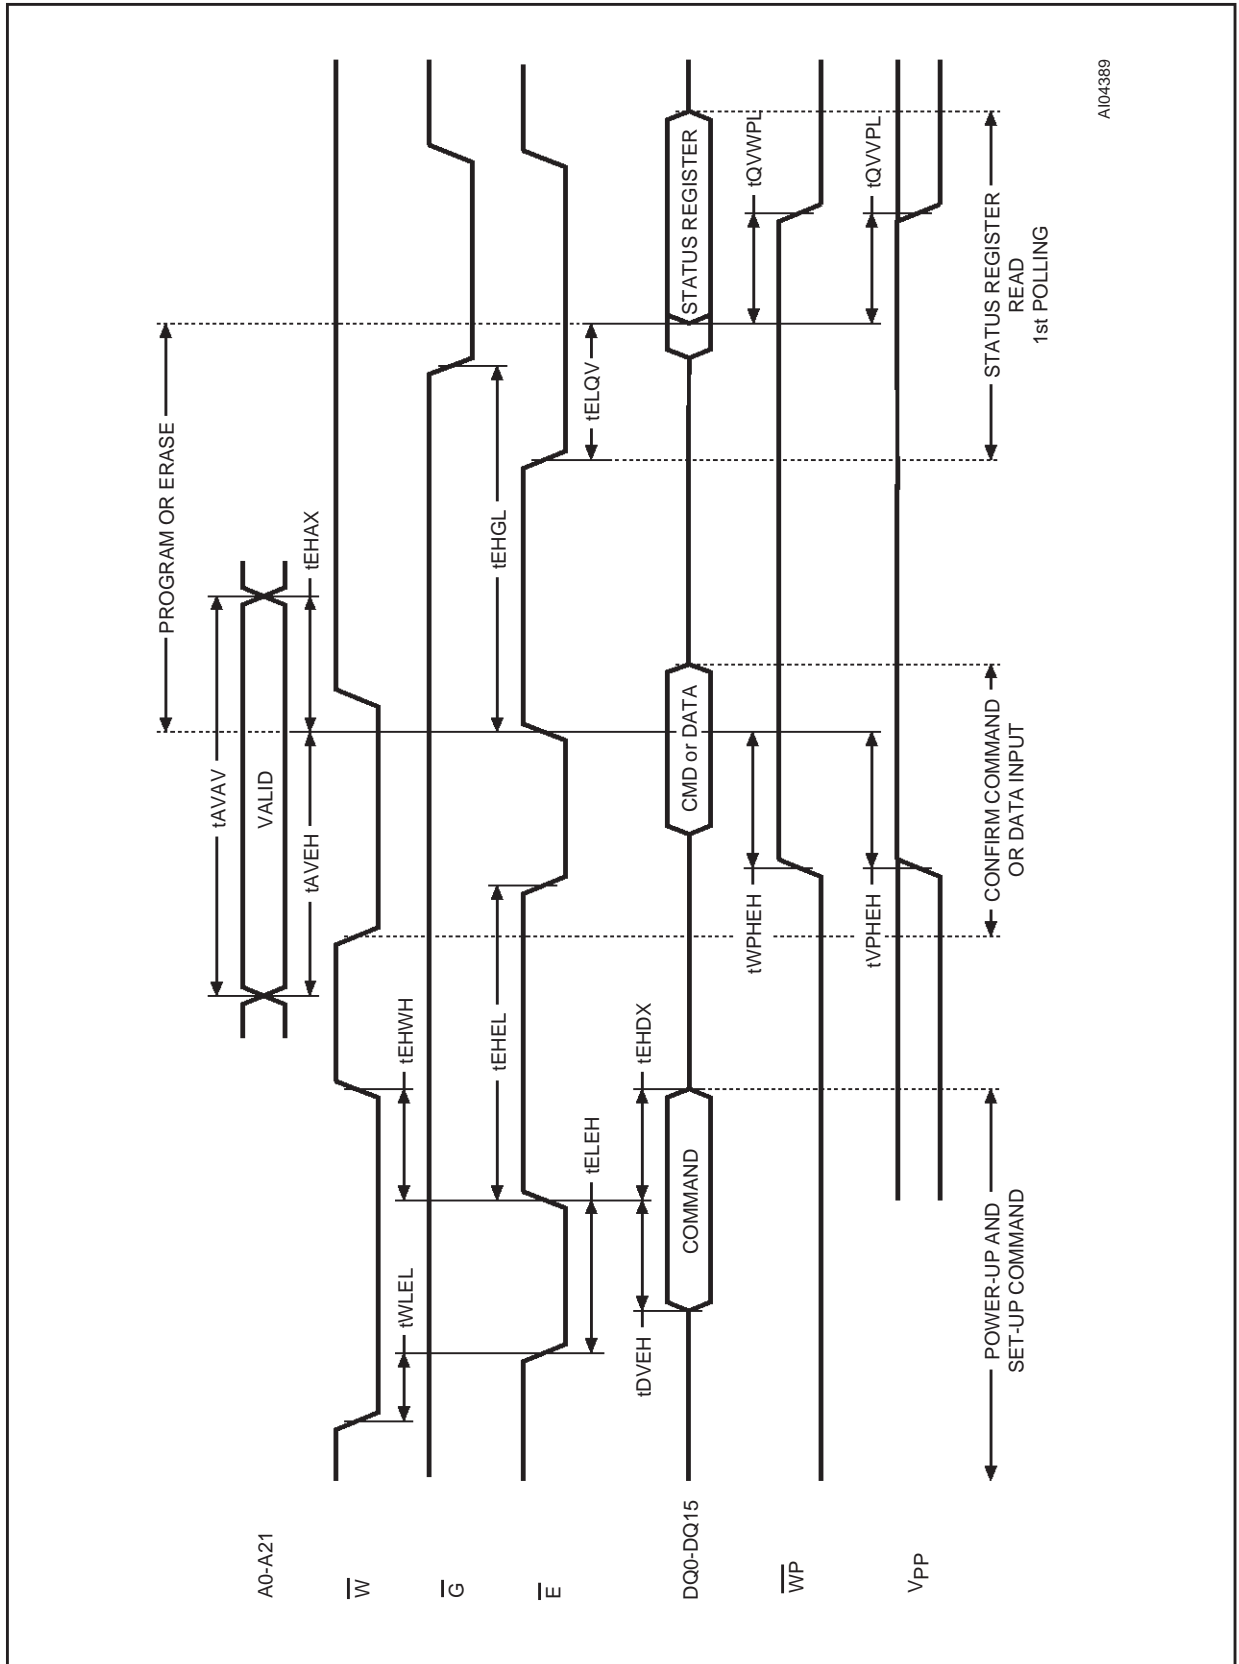 A0-A21
VALID
tAVAV
tAVEH
tEHAX
PROGRAM OR ERASE
W
tWLEL
tEHWH
G
tEHEL
tEHGL
E
tELEH
tELQV
tDVEH
tEHDX
DQ0-DQ15
COMMAND
CMD or DATA
STATUS REGISTER
tWPHEH
tQVWPL
WP
tVPHEH
tQVVPL
VPP
POWER-UP AND
SET-UP COMMAND
CONFIRM COMMAND
OR DATA INPUT
STATUS REGISTER
READ
1st POLLING
AI04389